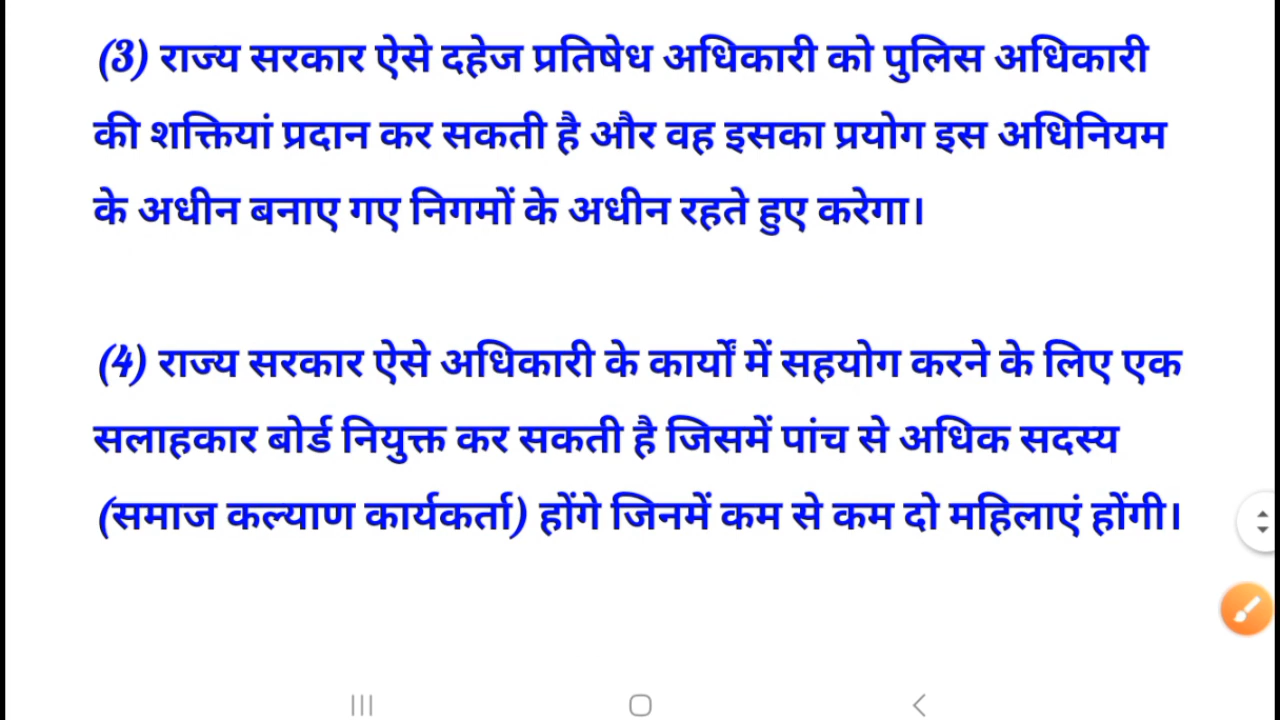 (3) राज्य सरकार ऐसे दहेज प्रतिषेध अधिकारी को पुलिस अधिकारी
की शक्तियां प्रदान कर सकती है और वह इसका प्रयोग इस अधिनियम
के अधीन बनाए गए निगमों के अधीन रहते हुए करेगा।
(4) राज्य सरकार ऐसे अधिकारी के कार्यों में सहयोग करने के लिए एक
सलाहकार बोर्ड नियुक्त कर सकती है जिसमें पांच से अधिक सदस्य
(समाज कल्याण कार्यकर्ता) होंगे जिनमें कम से कम दो महिलाएं होंगी।